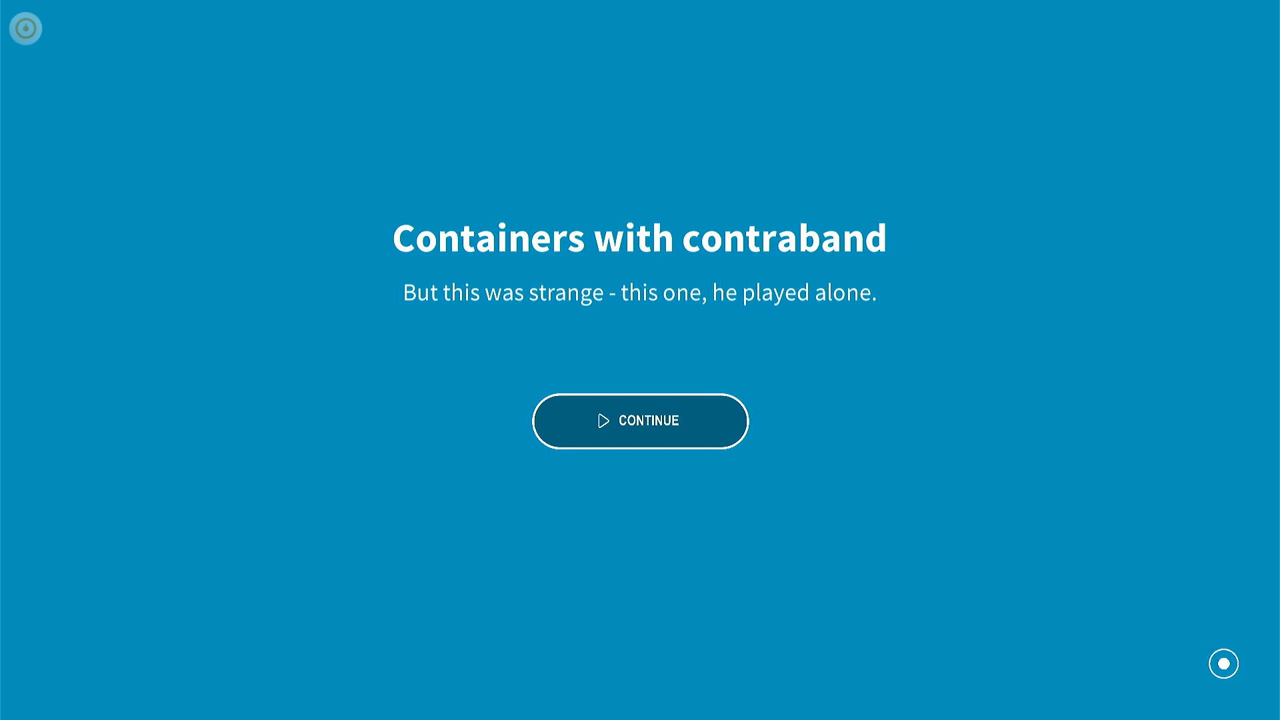 Containers with contraband
But this was strange - this one, he played alone.
CONTINUE